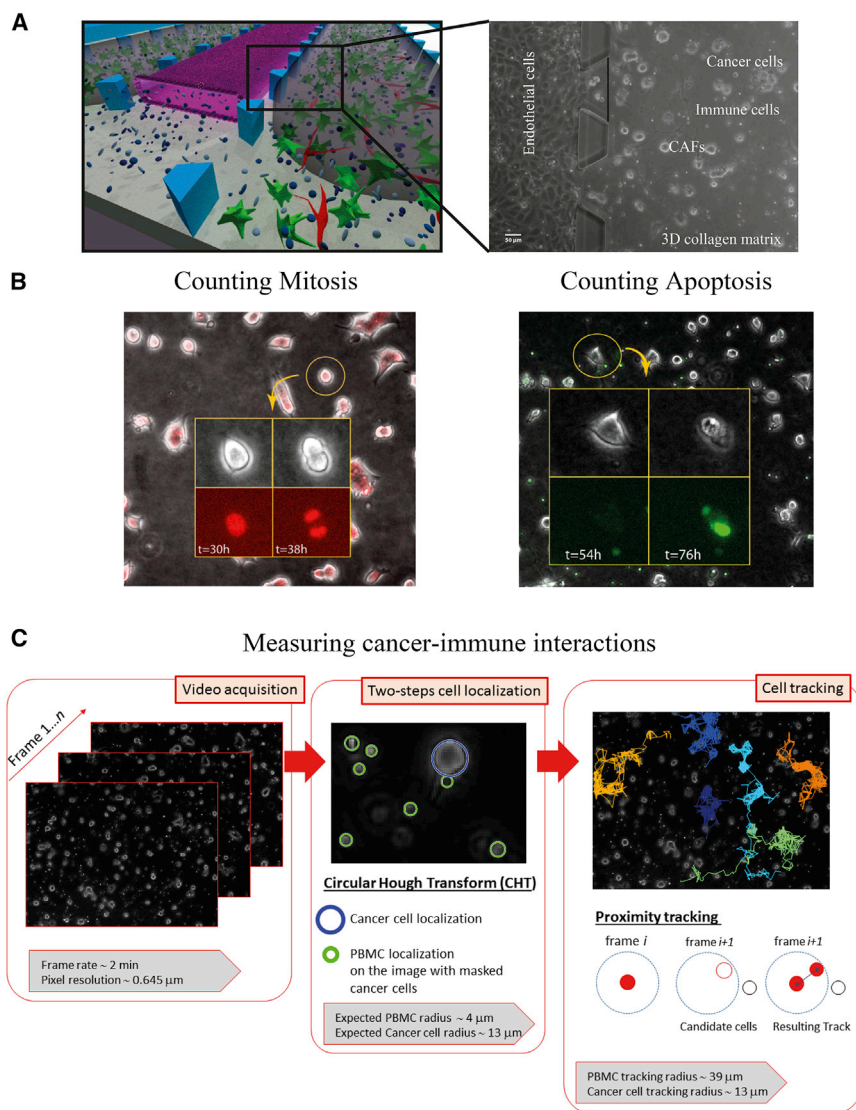 A
Endothelial cells
Cancer cells
Immune cells
CAFs
3D collagen matrix
50 µm
B
Counting Mitosis
Counting Apoptosis
t=30h
t=38h
t=54h
t=76h
C
Measuring cancer-immune interactions
Video acquisition
Two-steps cell localization
Cell tracking
Frame 1...n
Frame rate ~ 2 min
Pixel resolution ~ 0.645 µm
Circular Hough Transform (CHT)
Cancer cell localization
PBMC localization
on the image with masked
cancer cells
Expected PBMC radius ~ 4 µm
Expected Cancer cell radius ~ 13 µm
Proximity tracking
frame i
frame i+1
frame i+1
Candidate cells
Resulting Track
PBMC tracking radius ~ 39 µm
Cancer cell tracking radius ~ 13 µm